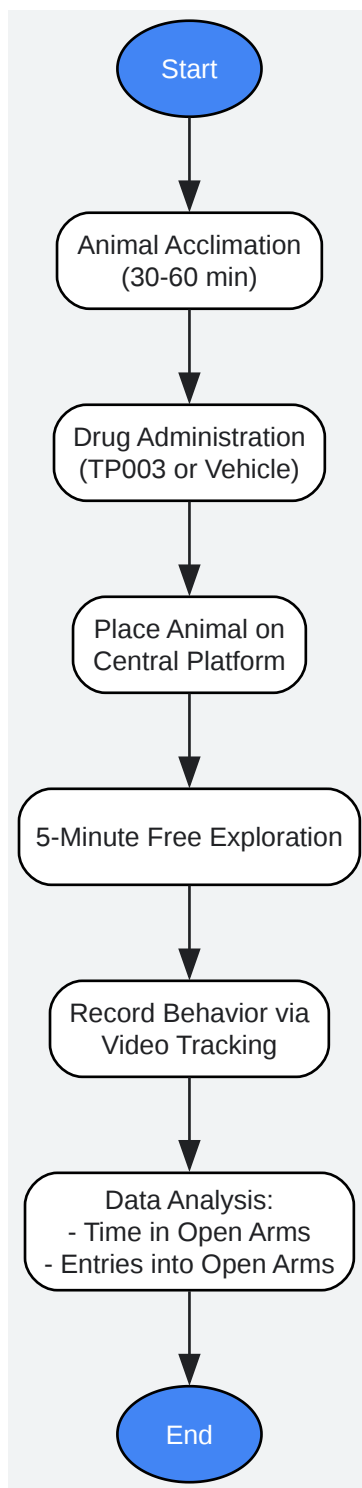 Start
Animal Acclimation
(30-60 min)
Drug Administration
(TP003 or Vehicle)
Place Animal on
Central Platform
5-Minute Free Exploration
Record Behavior via
Video Tracking
Data Analysis:
- Time in Open Arms
- Entries into Open Arms
End